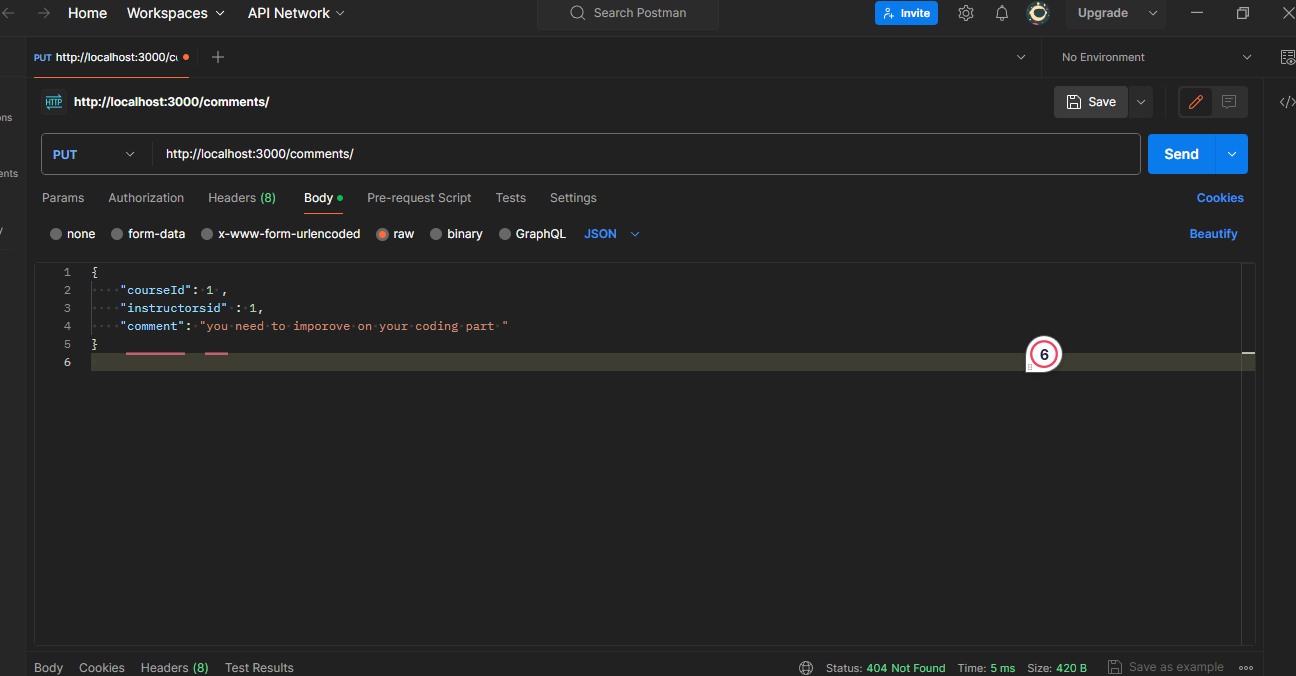 Home Workspaces API Network Search Postman Invite Upgrade
PUT http://localhost:3000/c No Environment
HTTP http://localhost:3000/comments/ Save
ons
PUT http://localhost:3000/comments/ Send
ents
Params Authorization Headers (8) Body Pre-request Script Tests Settings Cookies
none form-data x-www-form-urlencoded raw binary GraphQL JSON Beautify
1 {
2 "courseId": 1 ,
3 "instructorsid" : 1,
4 "comment": "you need to imporove on your coding part "
5 }
6
6
Body Cookies Headers (8) Test Results Status: 404 Not Found Time: 5 ms Size: 420 B Save as example